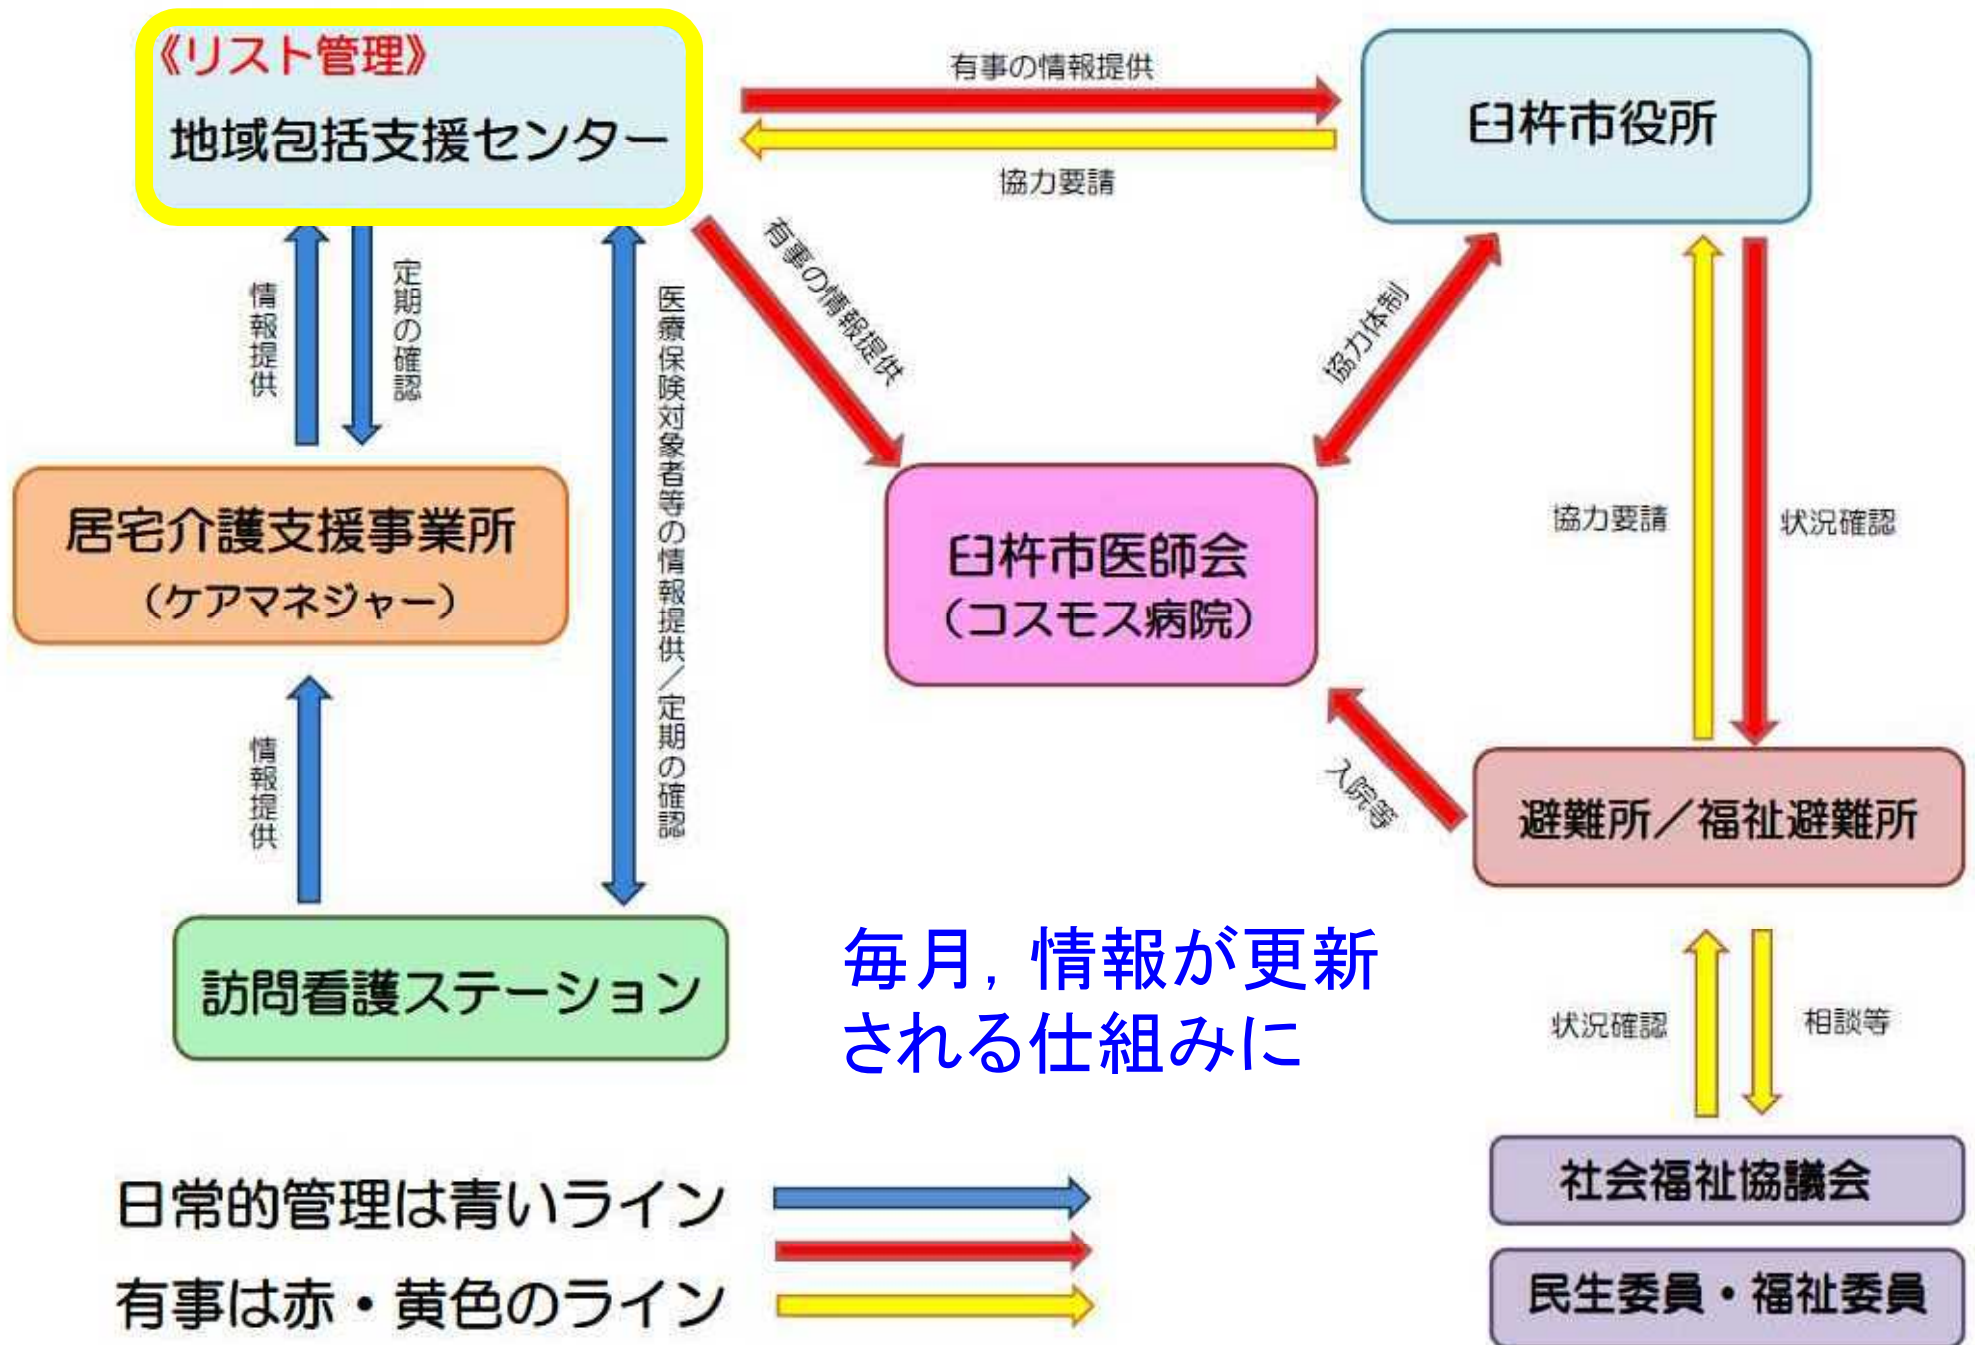 《リスト管理》
地域包括支援センター
有事の情報提供
協力要請
臼杵市役所
情報提供
定期の確認
医療保険対象者等の情報提供／定期の確認
有事の情報提供
協力体制
居宅介護支援事業所
（ケアマネジャー）
臼杵市医師会
（コスモス病院）
協力要請
状況確認
情報提供
入院等
避難所／福祉避難所
訪問看護ステーション
毎月，情報が更新
される仕組みに
状況確認
相談等
社会福祉協議会
民生委員・福祉委員
日常的管理は青いライン
有事は赤・黄色のライン